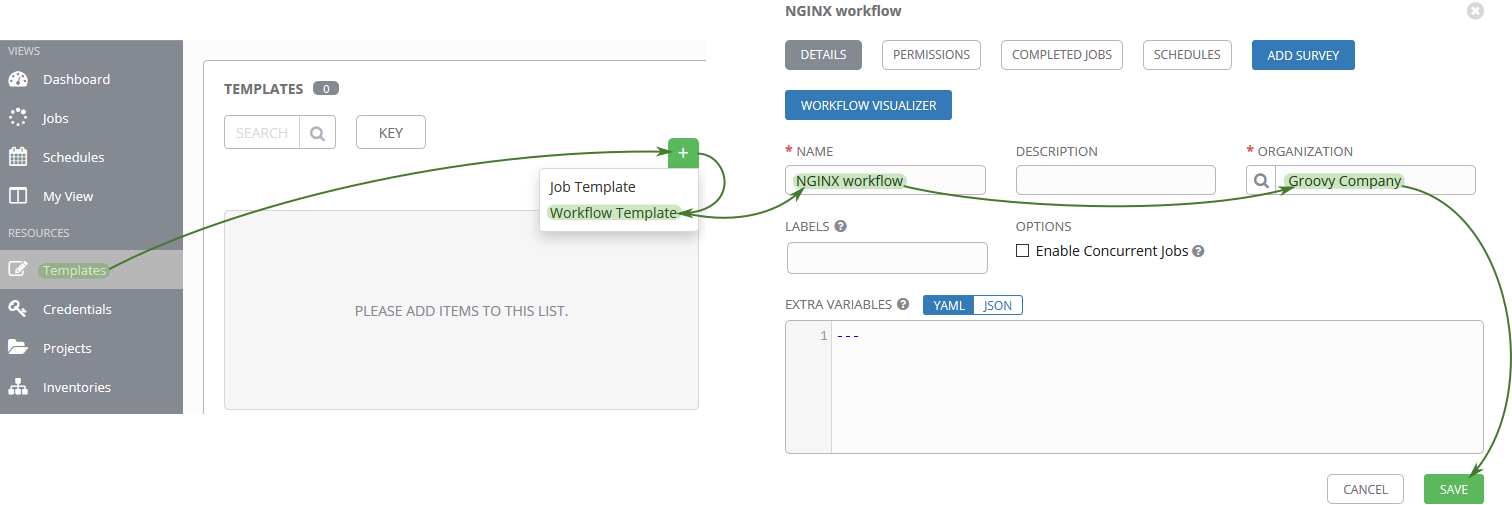 VIEWS
Dashboard
Jobs
Schedules
My View
RESOURCES
Templates
Credentials
Projects
Inventories
TEMPLATES 0
SEARCH KEY
+
Job Template
Workflow Template
PLEASE ADD ITEMS TO THIS LIST.
NGINX workflow
DETAILS PERMISSIONS COMPLETED JOBS SCHEDULES ADD SURVEY
WORKFLOW VISUALIZER
* NAME DESCRIPTION * ORGANIZATION
NGINX workflow Groovy Company
LABELS ? OPTIONS
Enable Concurrent Jobs ?
EXTRA VARIABLES ? YAML JSON
1 ---
CANCEL SAVE